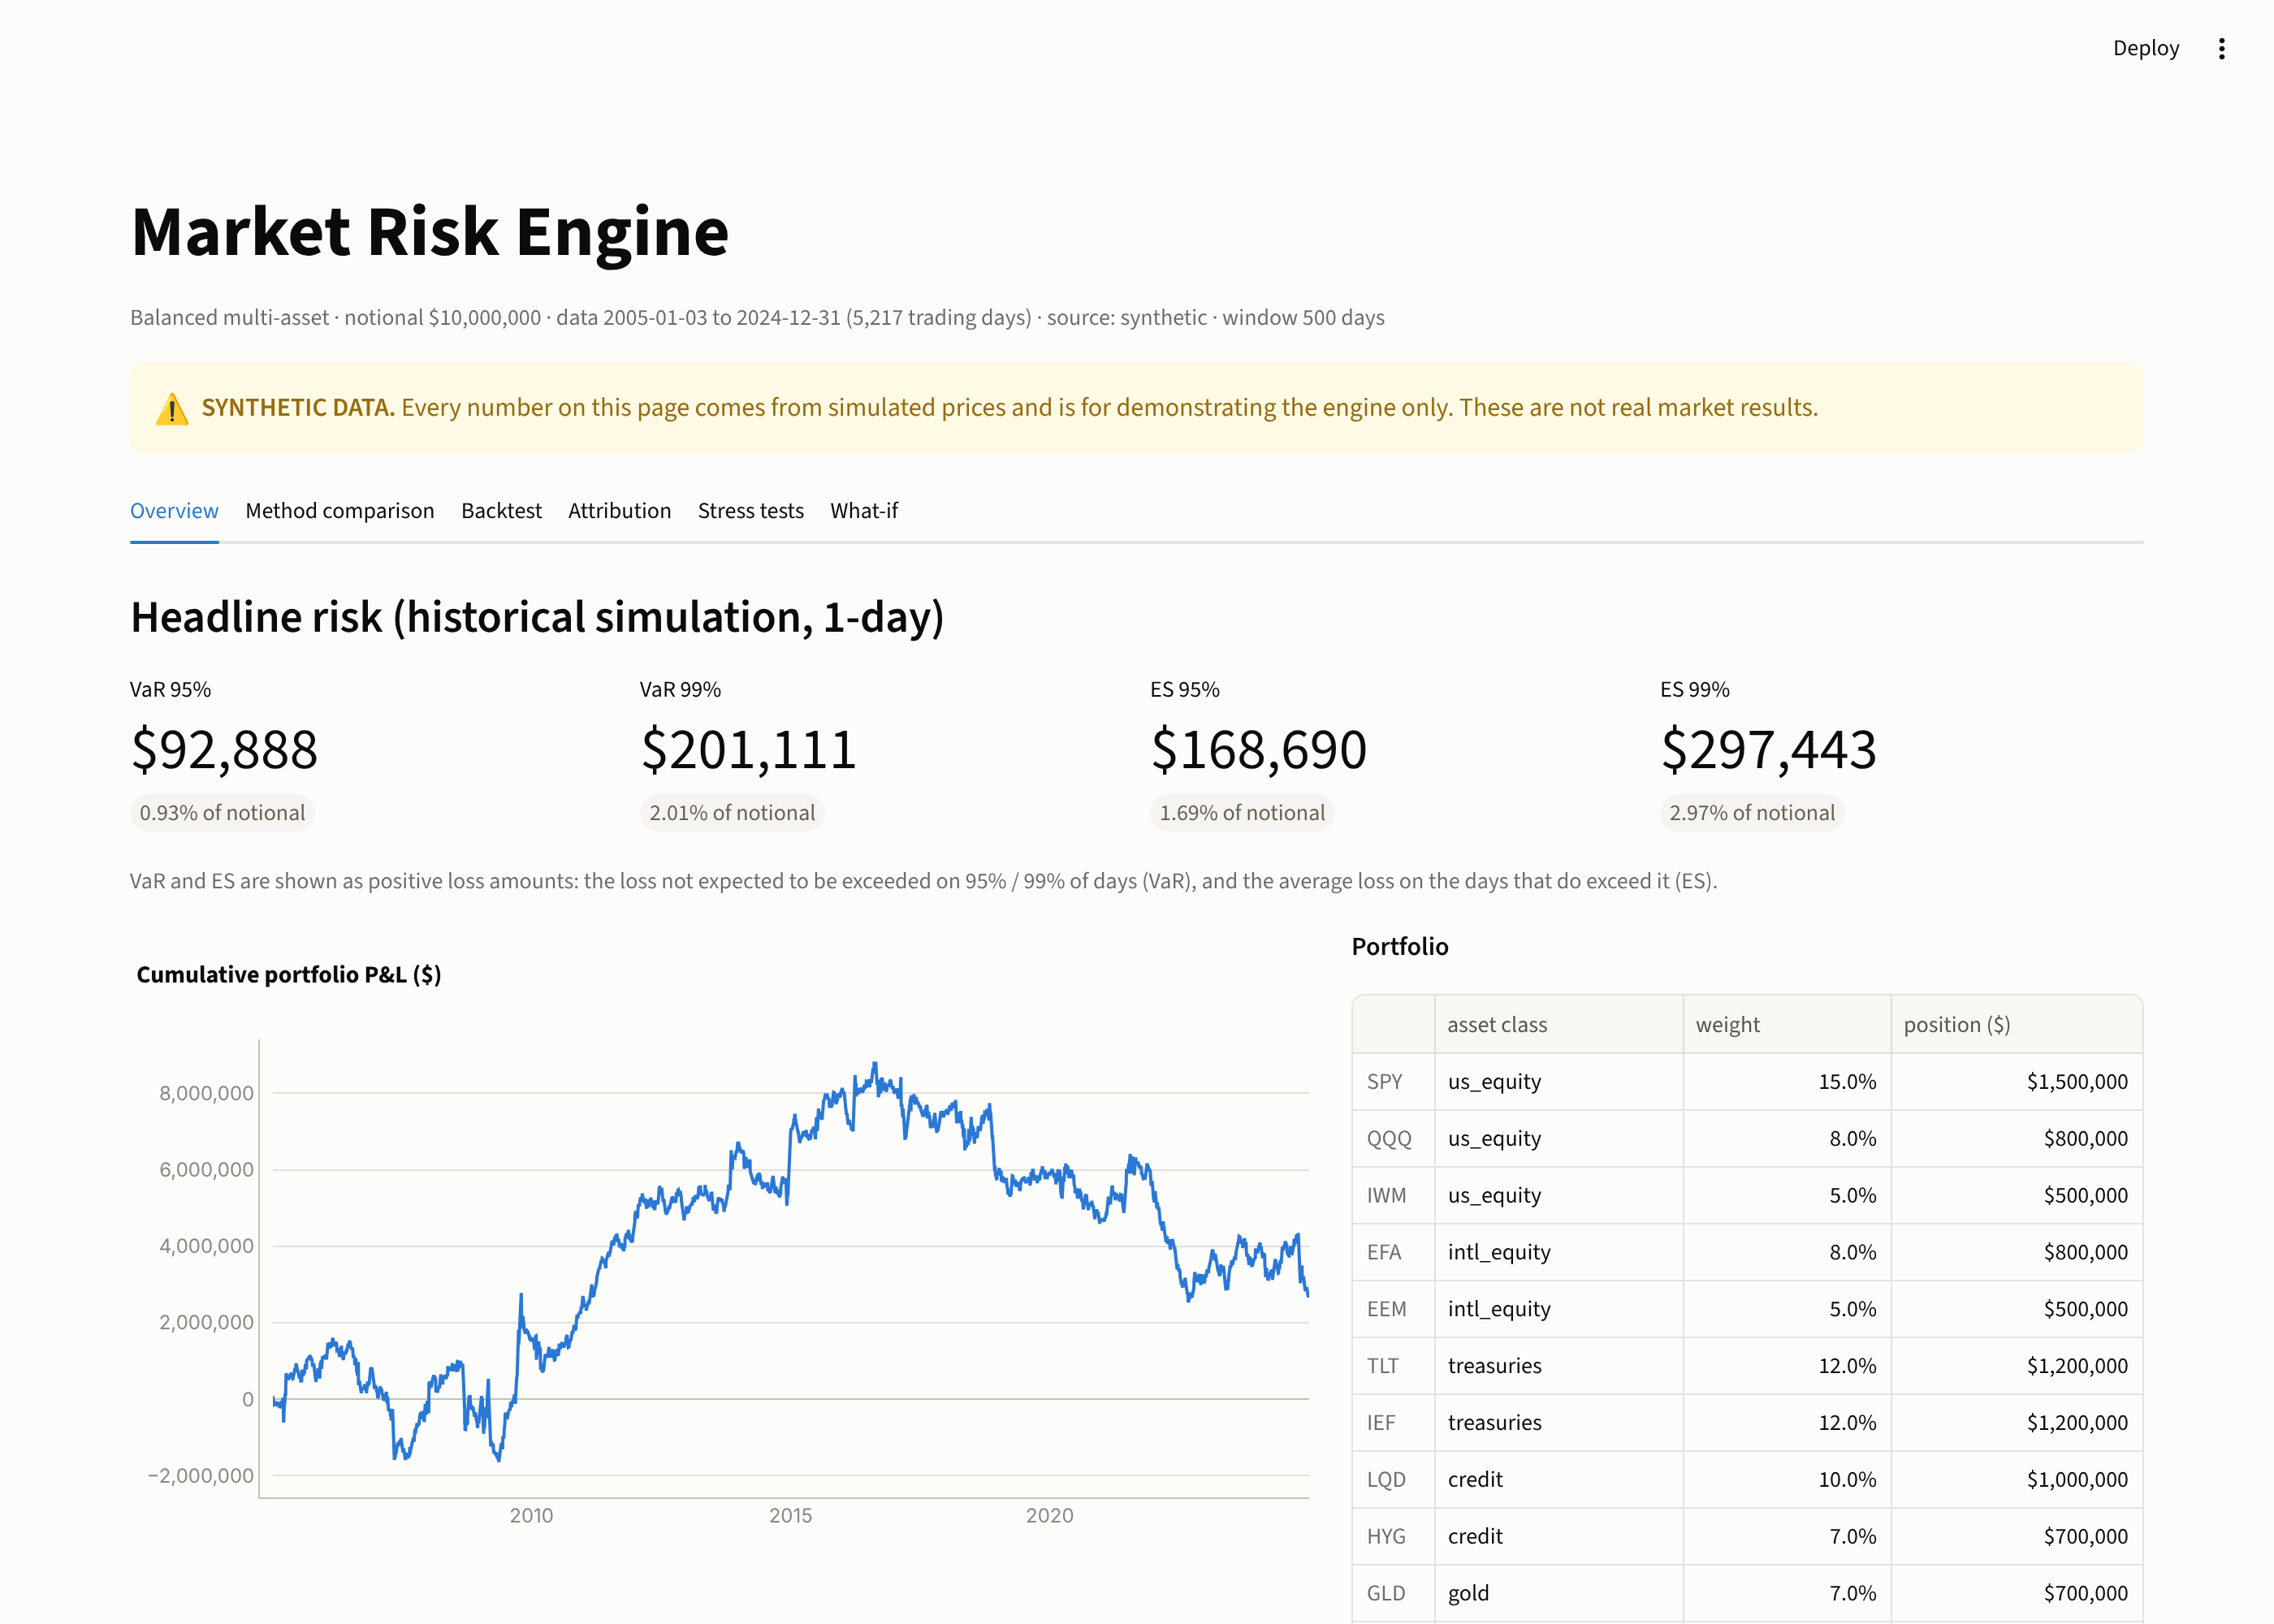 Deploy
Market Risk Engine
Balanced multi-asset · notional $10,000,000 · data 2005-01-03 to 2024-12-31 (5,217 trading days) · source: synthetic · window 500 days
SYNTHETIC DATA. Every number on this page comes from simulated prices and is for demonstrating the engine only. These are not real market results.
Overview Method comparison Backtest Attribution Stress tests What-if
Headline risk (historical simulation, 1-day)
VaR 95% VaR 99% ES 95% ES 99%
$92,888 $201,111 $168,690 $297,443
0.93% of notional 2.01% of notional 1.69% of notional 2.97% of notional
VaR and ES are shown as positive loss amounts: the loss not expected to be exceeded on 95% / 99% of days (VaR), and the average loss on the days that do exceed it (ES).
Cumulative portfolio P&L ($)
8,000,000
6,000,000
4,000,000
2,000,000
0
−2,000,000
2010 2015 2020
Portfolio
asset class weight position ($)
SPY us_equity 15.0% $1,500,000
QQQ us_equity 8.0% $800,000
IWM us_equity 5.0% $500,000
EFA intl_equity 8.0% $800,000
EEM intl_equity 5.0% $500,000
TLT treasuries 12.0% $1,200,000
IEF treasuries 12.0% $1,200,000
LQD credit 10.0% $1,000,000
HYG credit 7.0% $700,000
GLD gold 7.0% $700,000